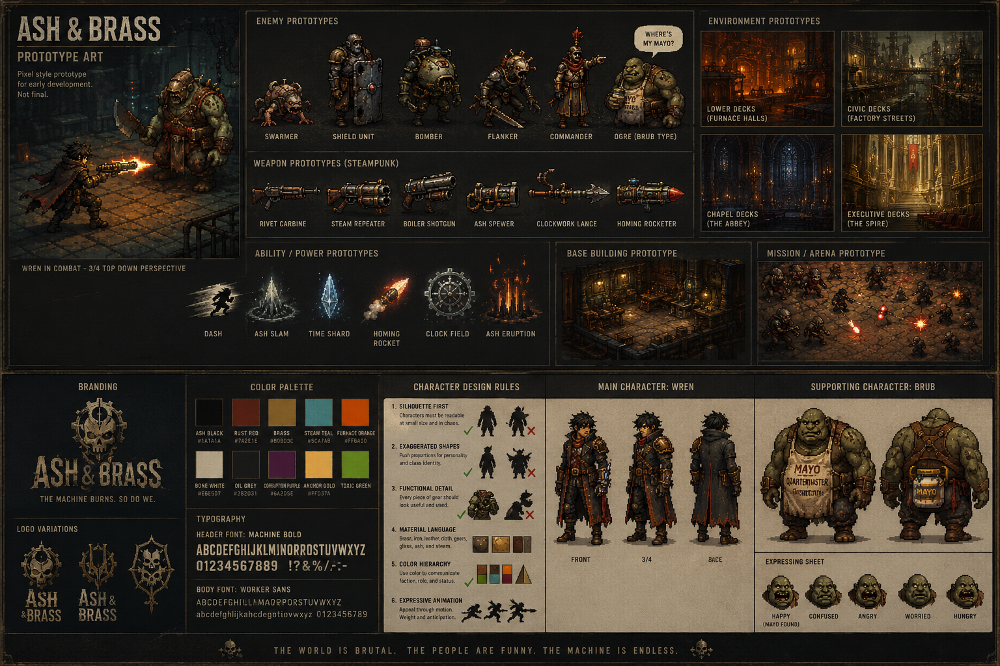 ASH & BRASS
PROTOTYPE ART
Pixel style prototype
for early development.
Not final.
WREN IN COMBAT - 3/4 TOP DOWN PERSPECTIVE
ENEMY PROTOTYPES
WHERE'S
MY MAYO?
MAYO
SWARMER
SHIELD UNIT
BOMBER
FLANKER
COMMANDER
OGRE (BRUB TYPE)
WEAPON PROTOTYPES (STEAMPUNK)
RIVET CARBINE
STEAM REPEATER
BOILER SHOTGUN
ASH SPEWER
CLOCKWORK LANCE
HOMING ROCKETER
ENVIRONMENT PROTOTYPES
LOWER DECKS
(FURNACE HALLS)
CIVIC DECKS
(FACTORY STREETS)
CHAPEL DECKS
(THE ABBEY)
EXECUTIVE DECKS
(THE SPIRE)
ABILITY / POWER PROTOTYPES
DASH
ASH SLAM
TIME SHARD
HOMING
ROCKET
CLOCK FIELD
ASH ERUPTION
BASE BUILDING PROTOTYPE
MISSION / ARENA PROTOTYPE
BRANDING
ASH & BRASS
THE MACHINE BURNS. SO DO WE.
LOGO VARIATIONS
ASH
& BRASS
ASH &
BRASS
COLOR PALETTE
ASH BLACK
#1A1A1A
RUST RED
#7A2E1E
BRASS
STEAM TEAL
FURNACE ORANGE
#FF6A00
BONE WHITE
#E6E5D7
OIL GREY
#2B2D31
CORRUPTION PURPLE
#6A2D5E
ANCHOR GOLD
#FFD37A
TOXIC GREEN
TYPOGRAPHY
HEADER FONT: MACHINE BOLD
ABCDEFGHIJKLMINORROSTUVWXYZ
01234567889 !?&%/-:-
BODY FONT: WORKER SANS
abcdefghlijkahcdegotiovwxyz 0123456789
CHARACTER DESIGN RULES
1. SILHOUETTE FIRST
Characters must be readable
at small size and in chaos.
2. EXAGGERATED SHAPES
Push proportions for personality
and class identity.
3. FUNCTIONAL DETAIL
Every piece of gear should
look useful and used.
4. MATERIAL LANGUAGE
Brass, iron, leather, cloth, gears,
glass, ash, and steam.
5. COLOR HIERARCHY
Use color to communicate
faction, role, and status.
6. EXPRESSIVE ANIMATION
Appeal through motion.
Weight and anticipation.
MAIN CHARACTER: WREN
FRONT
3/4
BACE
SUPPORTING CHARACTER: BRUB
MAYO
QUARTERMASTER
MAYO
EXPRESSING SHEET
HAPPY
(MAYO FOUND)
CONFUSED
ANGRY
WORRIED
HUNGRY
THE WORLD IS BRUTAL. THE PEOPLE ARE FUNNY. THE MACHINE IS ENDLESS.